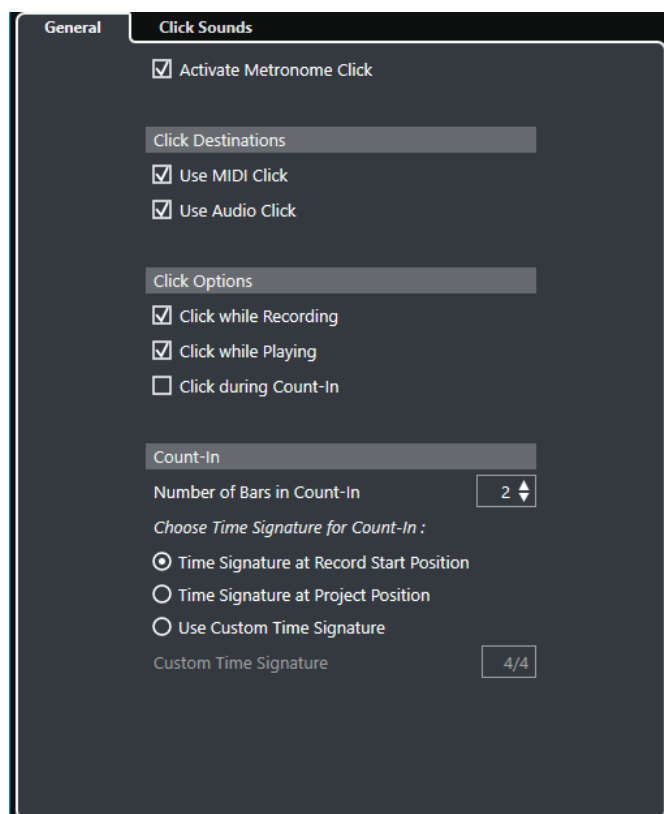 General Click Sounds
Activate Metronome Click
Click Destinations
Use MIDI Click
Use Audio Click
Click Options
Click while Recording
Click while Playing
Click during Count-In
Count-In
Number of Bars in Count-In 2
Choose Time Signature for Count-In :
Time Signature at Record Start Position
Time Signature at Project Position
Use Custom Time Signature
Custom Time Signature 4/4